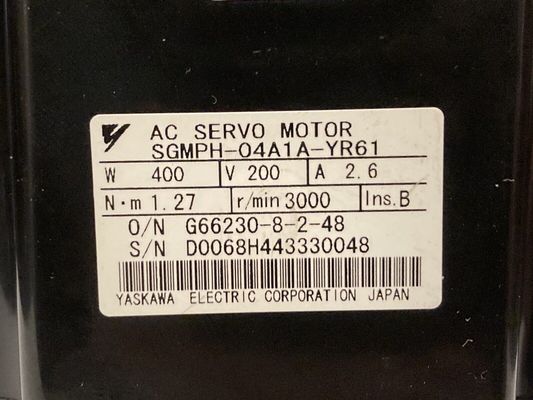 AC SERVO MOTOR
SGMPH-04A1A-YR61
W 400 V 200 A 2.6
N·m 1.27 r/min 3000 Ins.B
O/N G66230-8-2-48
S/N D0068H443330048
YASKAWA ELECTRIC CORPORATION JAPAN